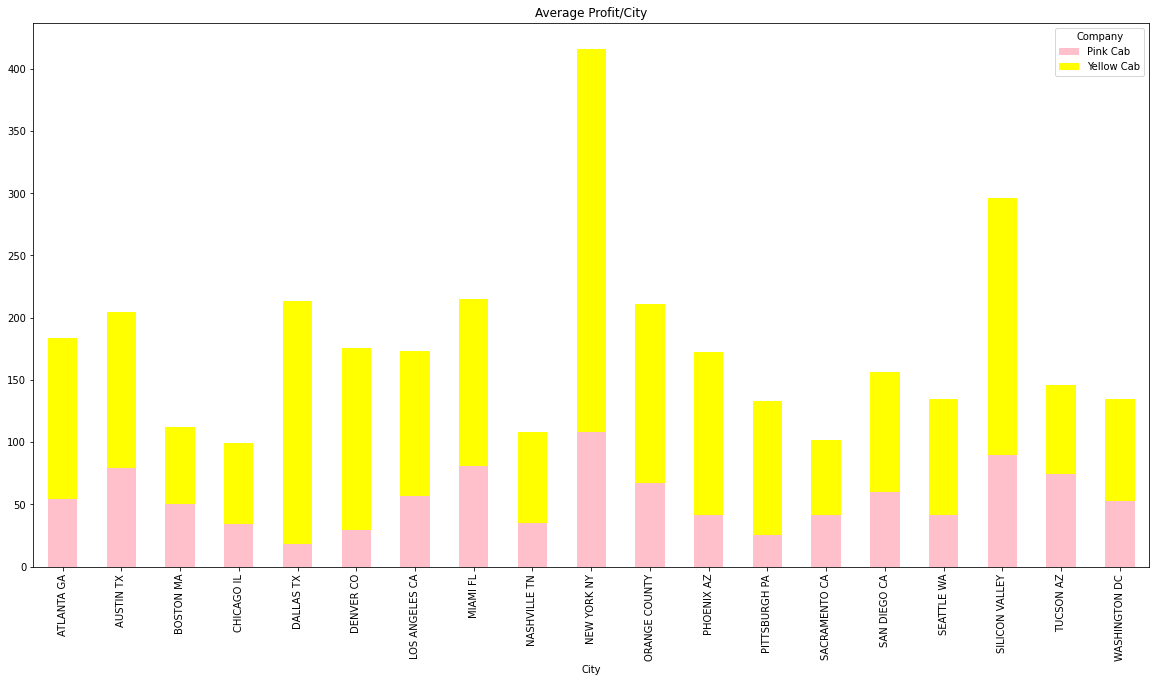 Average Profit/City
Company
Pink Cab
Yellow Cab
400
350
300
250
200
150
100
50
0
ATLANTA GA
AUSTIN TX
BOSTON MA
CHICAGO IL
DALLAS TX
DENVER CO
LOS ANGELES CA
MIAMI FL
NASHVILLE TN
NEW YORK NY
ORANGE COUNTY
PHOENIX AZ
PITTSBURGH PA
SACRAMENTO CA
SAN DIEGO CA
SEATTLE WA
SILICON VALLEY
TUCSON AZ
WASHINGTON DC
City